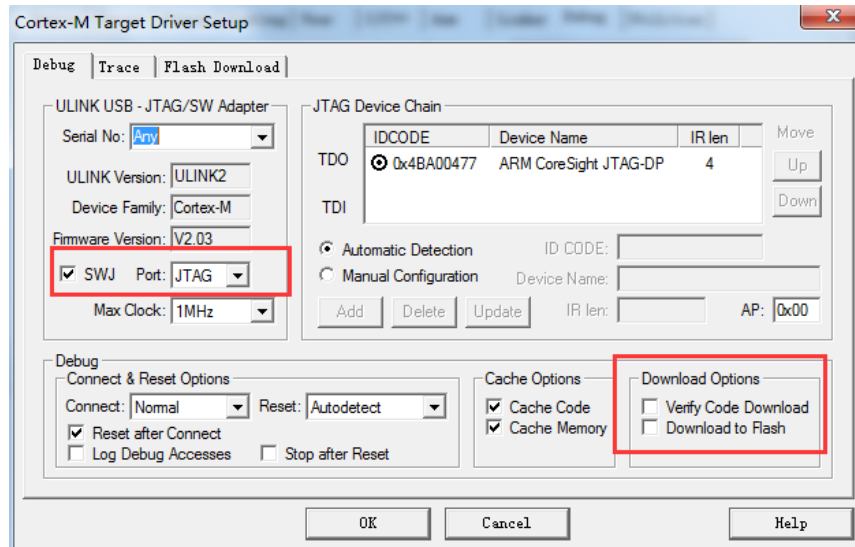 Cortex-M Target Driver Setup
Debug Trace Flash Download
ULINK USB - JTAG/SW Adapter
Serial No: Any
ULINK Version: ULINK2
Device Family: Cortex-M
Firmware Version: V2.03
SWJ Port: JTAG
Max Clock: 1MHz
JTAG Device Chain
IDCODE Device Name IR len
TDO 0x4BA00477 ARM CoreSight JTAG-DP 4
TDI
Move
Up
Down
Automatic Detection ID CODE:
Manual Configuration Device Name:
Add Delete Update IR len: AP: 0x00
Debug
Connect & Reset Options
Connect: Normal Reset: Autodetect
Reset after Connect
Log Debug Accesses Stop after Reset
Cache Options
Cache Code
Cache Memory
Download Options
Verify Code Download
Download to Flash
OK Cancel Help